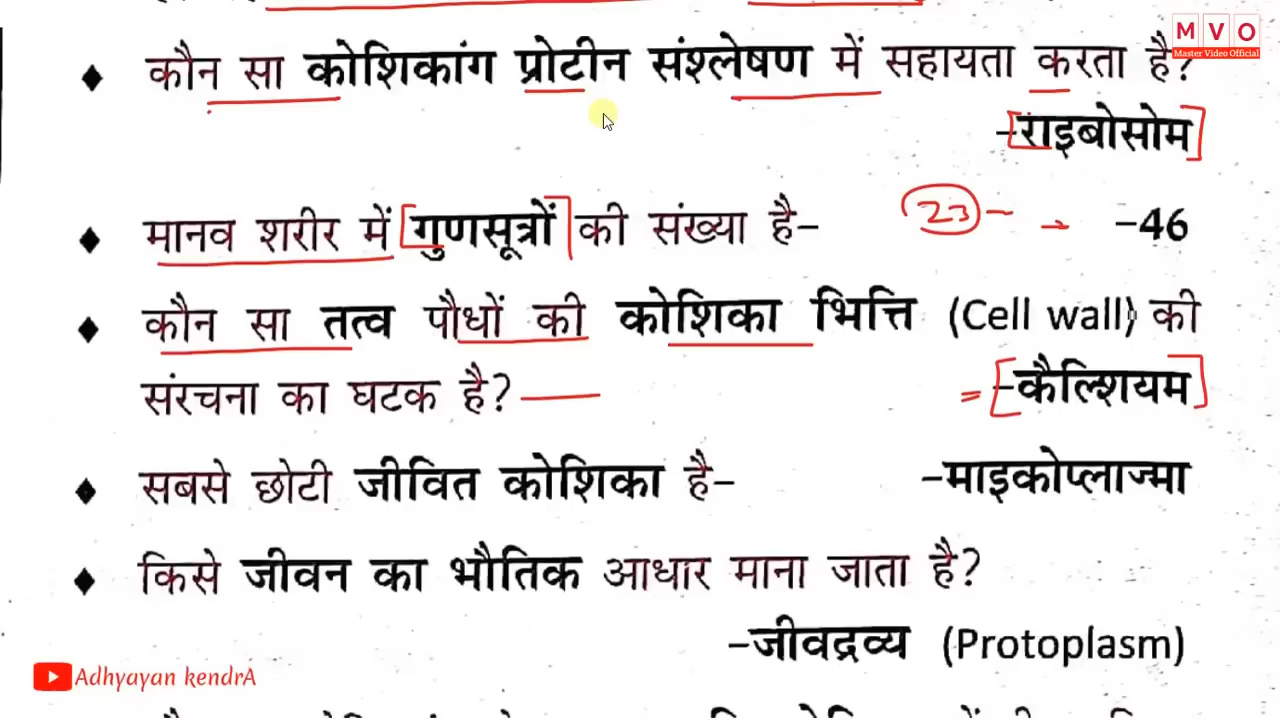 M V O
Master Video Official
♦ कौन सा कोशिकांग प्रोटीन संश्लेषण में सहायता करता है?
-राइबोसोम
♦ मानव शरीर में गुणसूत्रों की संख्या है- 23 -46
♦ कौन सा तत्व पौधों की कोशिका भित्ति (Cell wall) की
संरचना का घटक है? -कैल्शियम
♦ सबसे छोटी जीवित कोशिका है- -माइकोप्लाज्मा
♦ किसे जीवन का भौतिक आधार माना जाता है?
-जीवद्रव्य (Protoplasm)
Adhyayan kendrA